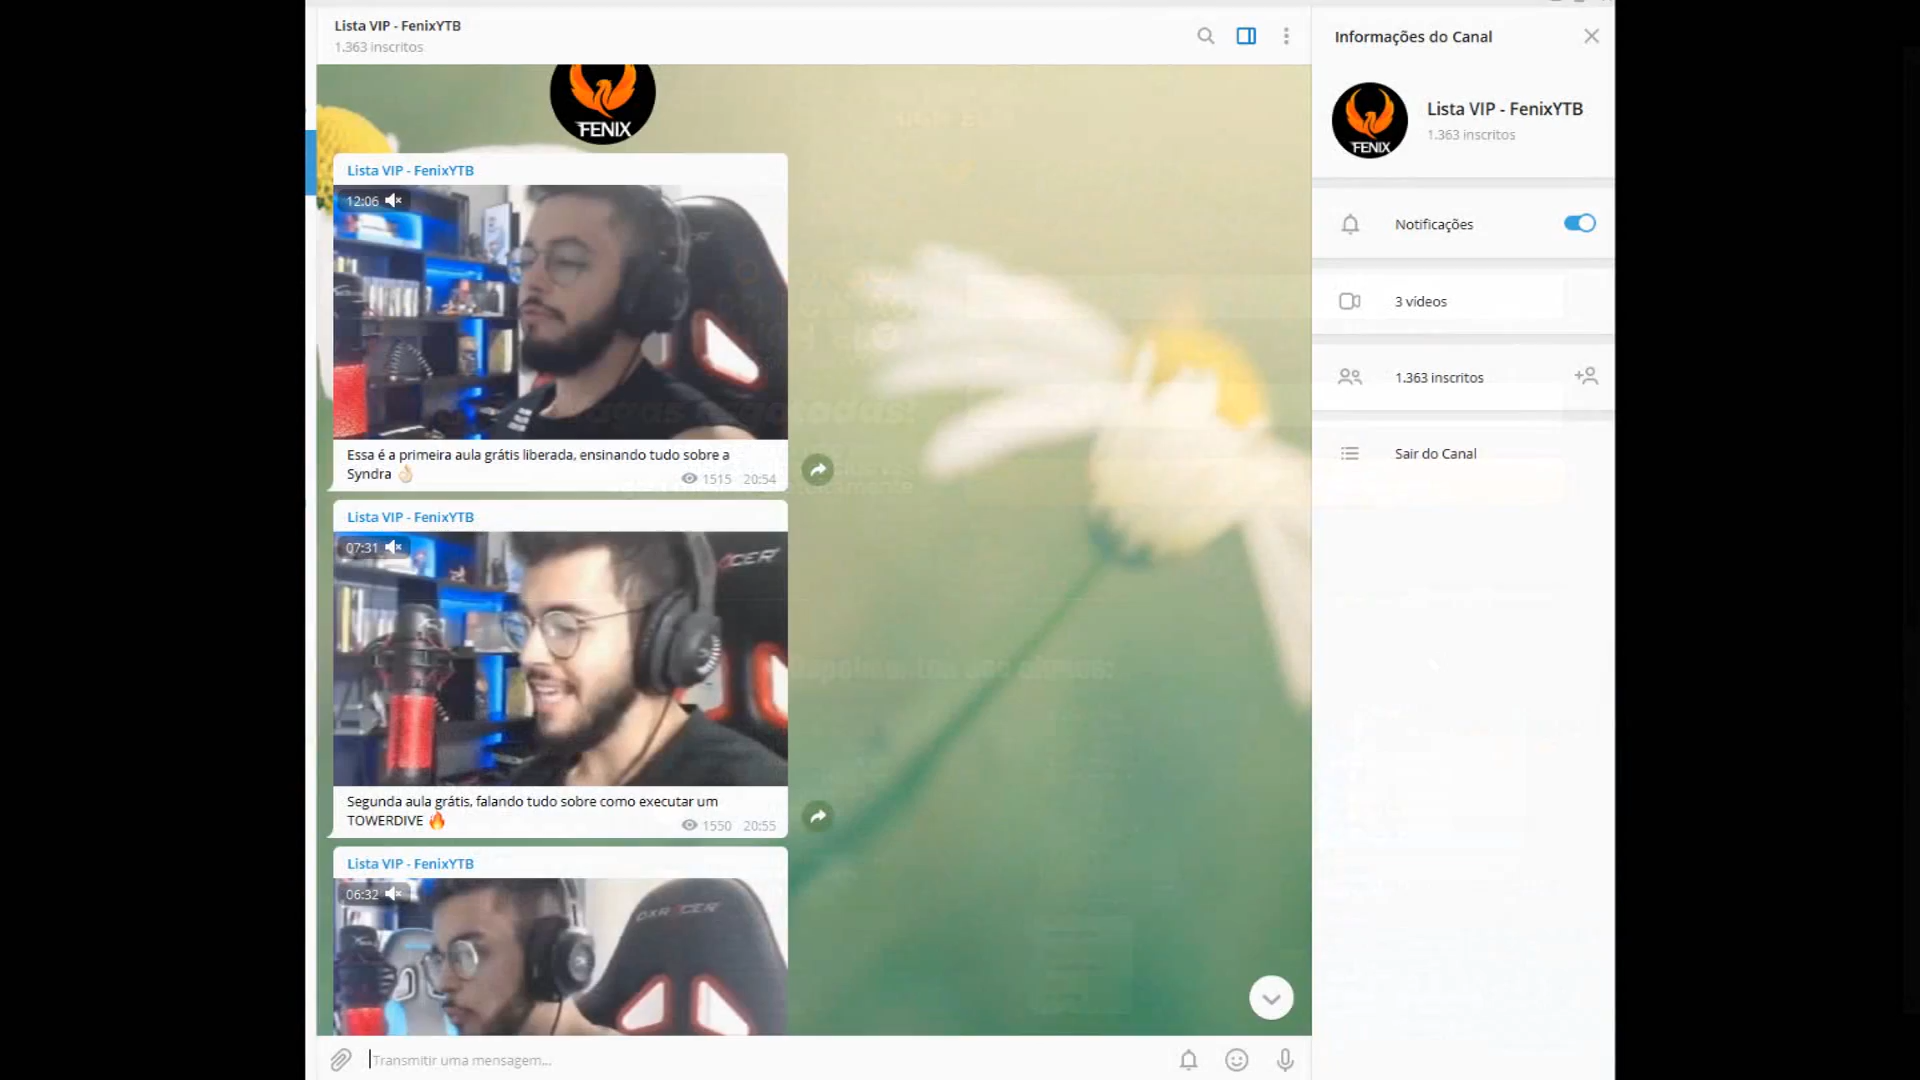 Lista VIP - FenixYTB
1.363 inscritos
FENIX
Lista VIP - FenixYTB
12:06
Essa é a primeira aula grátis liberada, ensinando tudo sobre a
Syndra 👌🏻
1515 20:54
Lista VIP - FenixYTB
07:31
Segunda aula grátis, falando tudo sobre como executar um
TOWERDIVE 🔥
1550 20:55
Lista VIP - FenixYTB
06:32
DXRACER
Transmitir uma mensagem...
Informações do Canal
FENIX
Lista VIP - FenixYTB
1.363 inscritos
Notificações
3 vídeos
1.363 inscritos
Sair do Canal